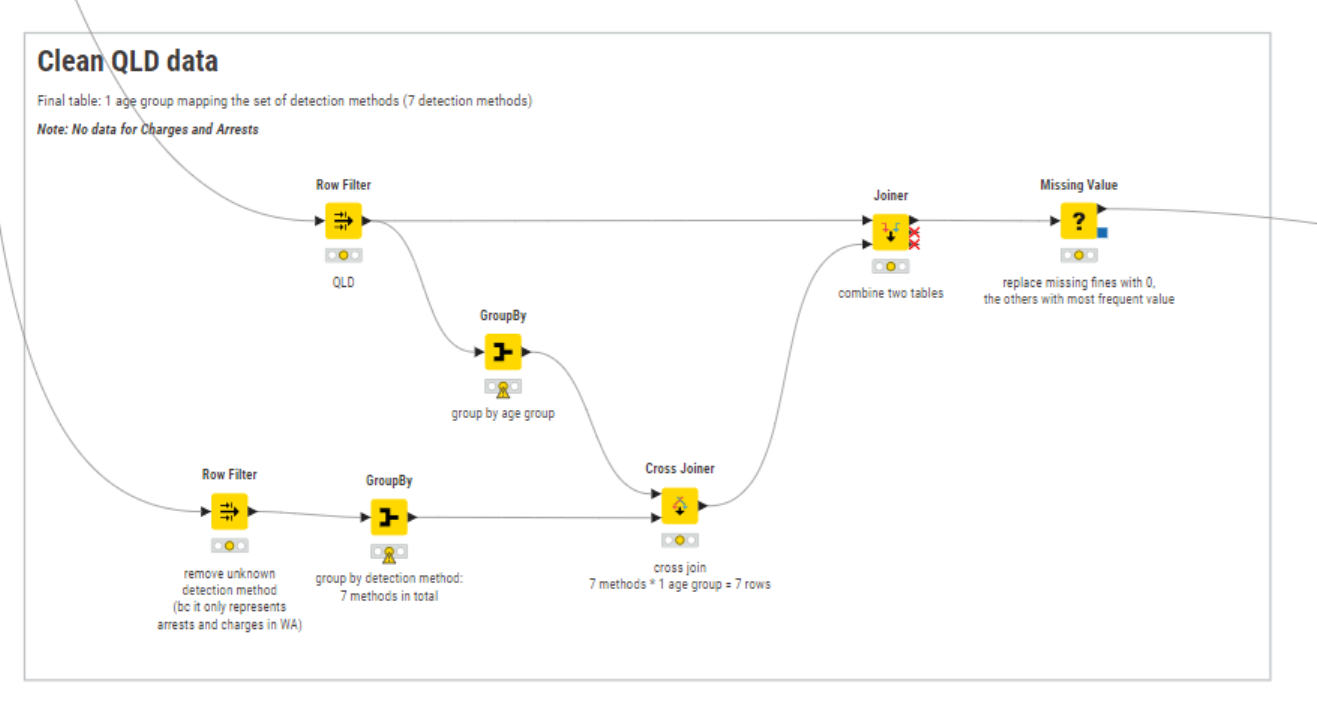 Clean QLD data
Final table: 1 age group mapping the set of detection methods (7 detection methods)
Note: No data for Charges and Arrests
Row Filter
QLD
Joiner
combine two tables
Missing Value
?
replace missing fines with 0,
the others with most frequent value
GroupBy
group by age group
Row Filter
remove unknown
detection method
(bc it only represents
arrests and charges in WA)
GroupBy
group by detection method:
7 methods in total
Cross Joiner
cross join
7 methods * 1 age group = 7 rows